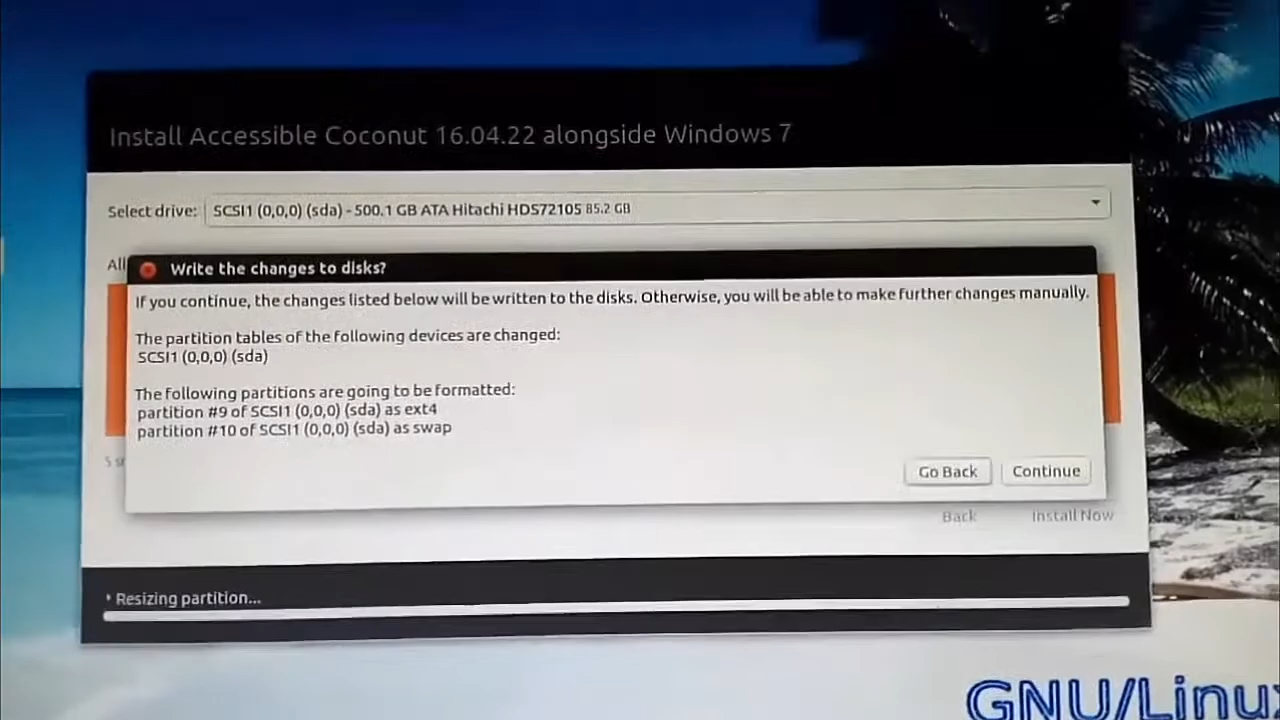 Install Accessible Coconut 16.04.22 alongside Windows 7
Select drive: SCSI1 (0,0,0) (sda) - 500.1 GB ATA Hitachi HDS72105 85.2 GB
All
Write the changes to disks?
If you continue, the changes listed below will be written to the disks. Otherwise, you will be able to make further changes manually.
The partition tables of the following devices are changed:
SCSI1 (0,0,0) (sda)
The following partitions are going to be formatted:
partition #9 of SCSI1 (0,0,0) (sda) as ext4
partition #10 of SCSI1 (0,0,0) (sda) as swap
Go Back Continue
Back Install Now
Resizing partition...
GNU/Linux